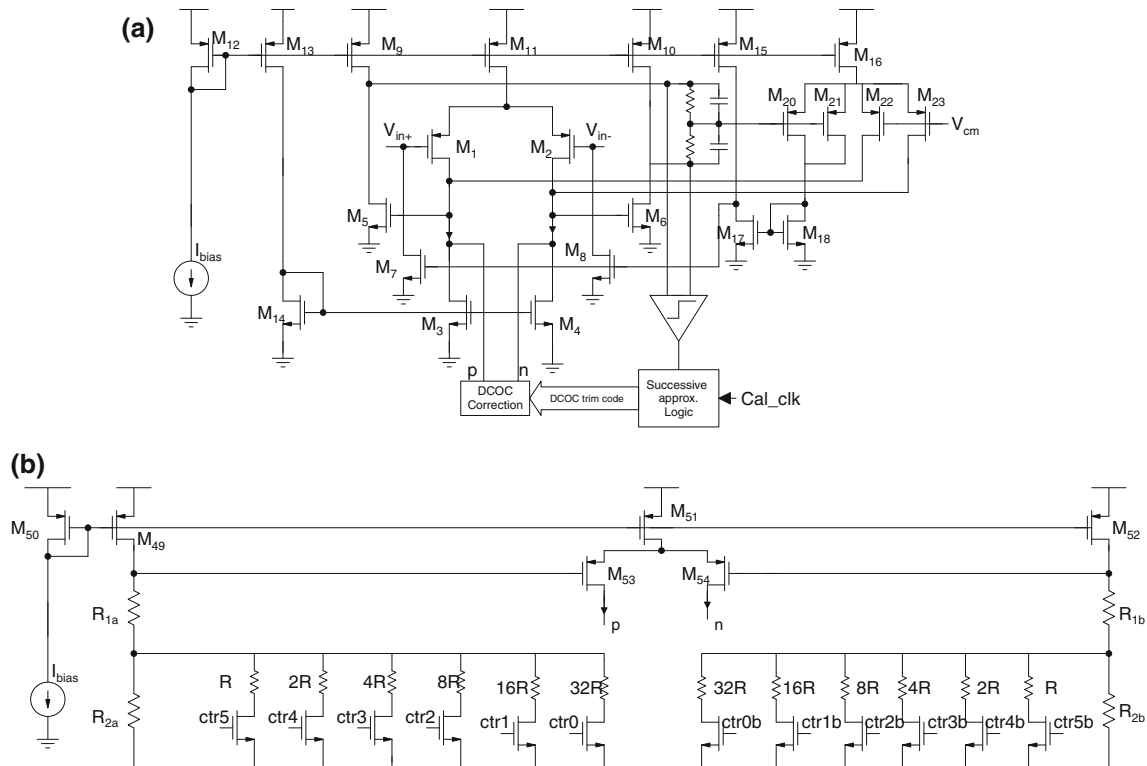 (a)
M12
M13
M9
M11
M10
M15
M16
M20
M21
M22
M23
Vin+
M1
M2
Vin-
Vcm
M5
M6
M17
M18
Ibias
M7
M8
M14
M3
M4
p
n
DCOC
Correction
DCOC trim code
Successive
approx.
Logic
Cal_clk
(b)
M50
M49
M51
M52
M53
M54
R1a
p
n
R1b
Ibias
R
2R
4R
8R
16R
32R
32R
16R
8R
4R
2R
R
R2a
ctr5
ctr4
ctr3
ctr2
ctr1
ctr0
ctr0b
ctr1b
ctr2b
ctr3b
ctr4b
ctr5b
R2b